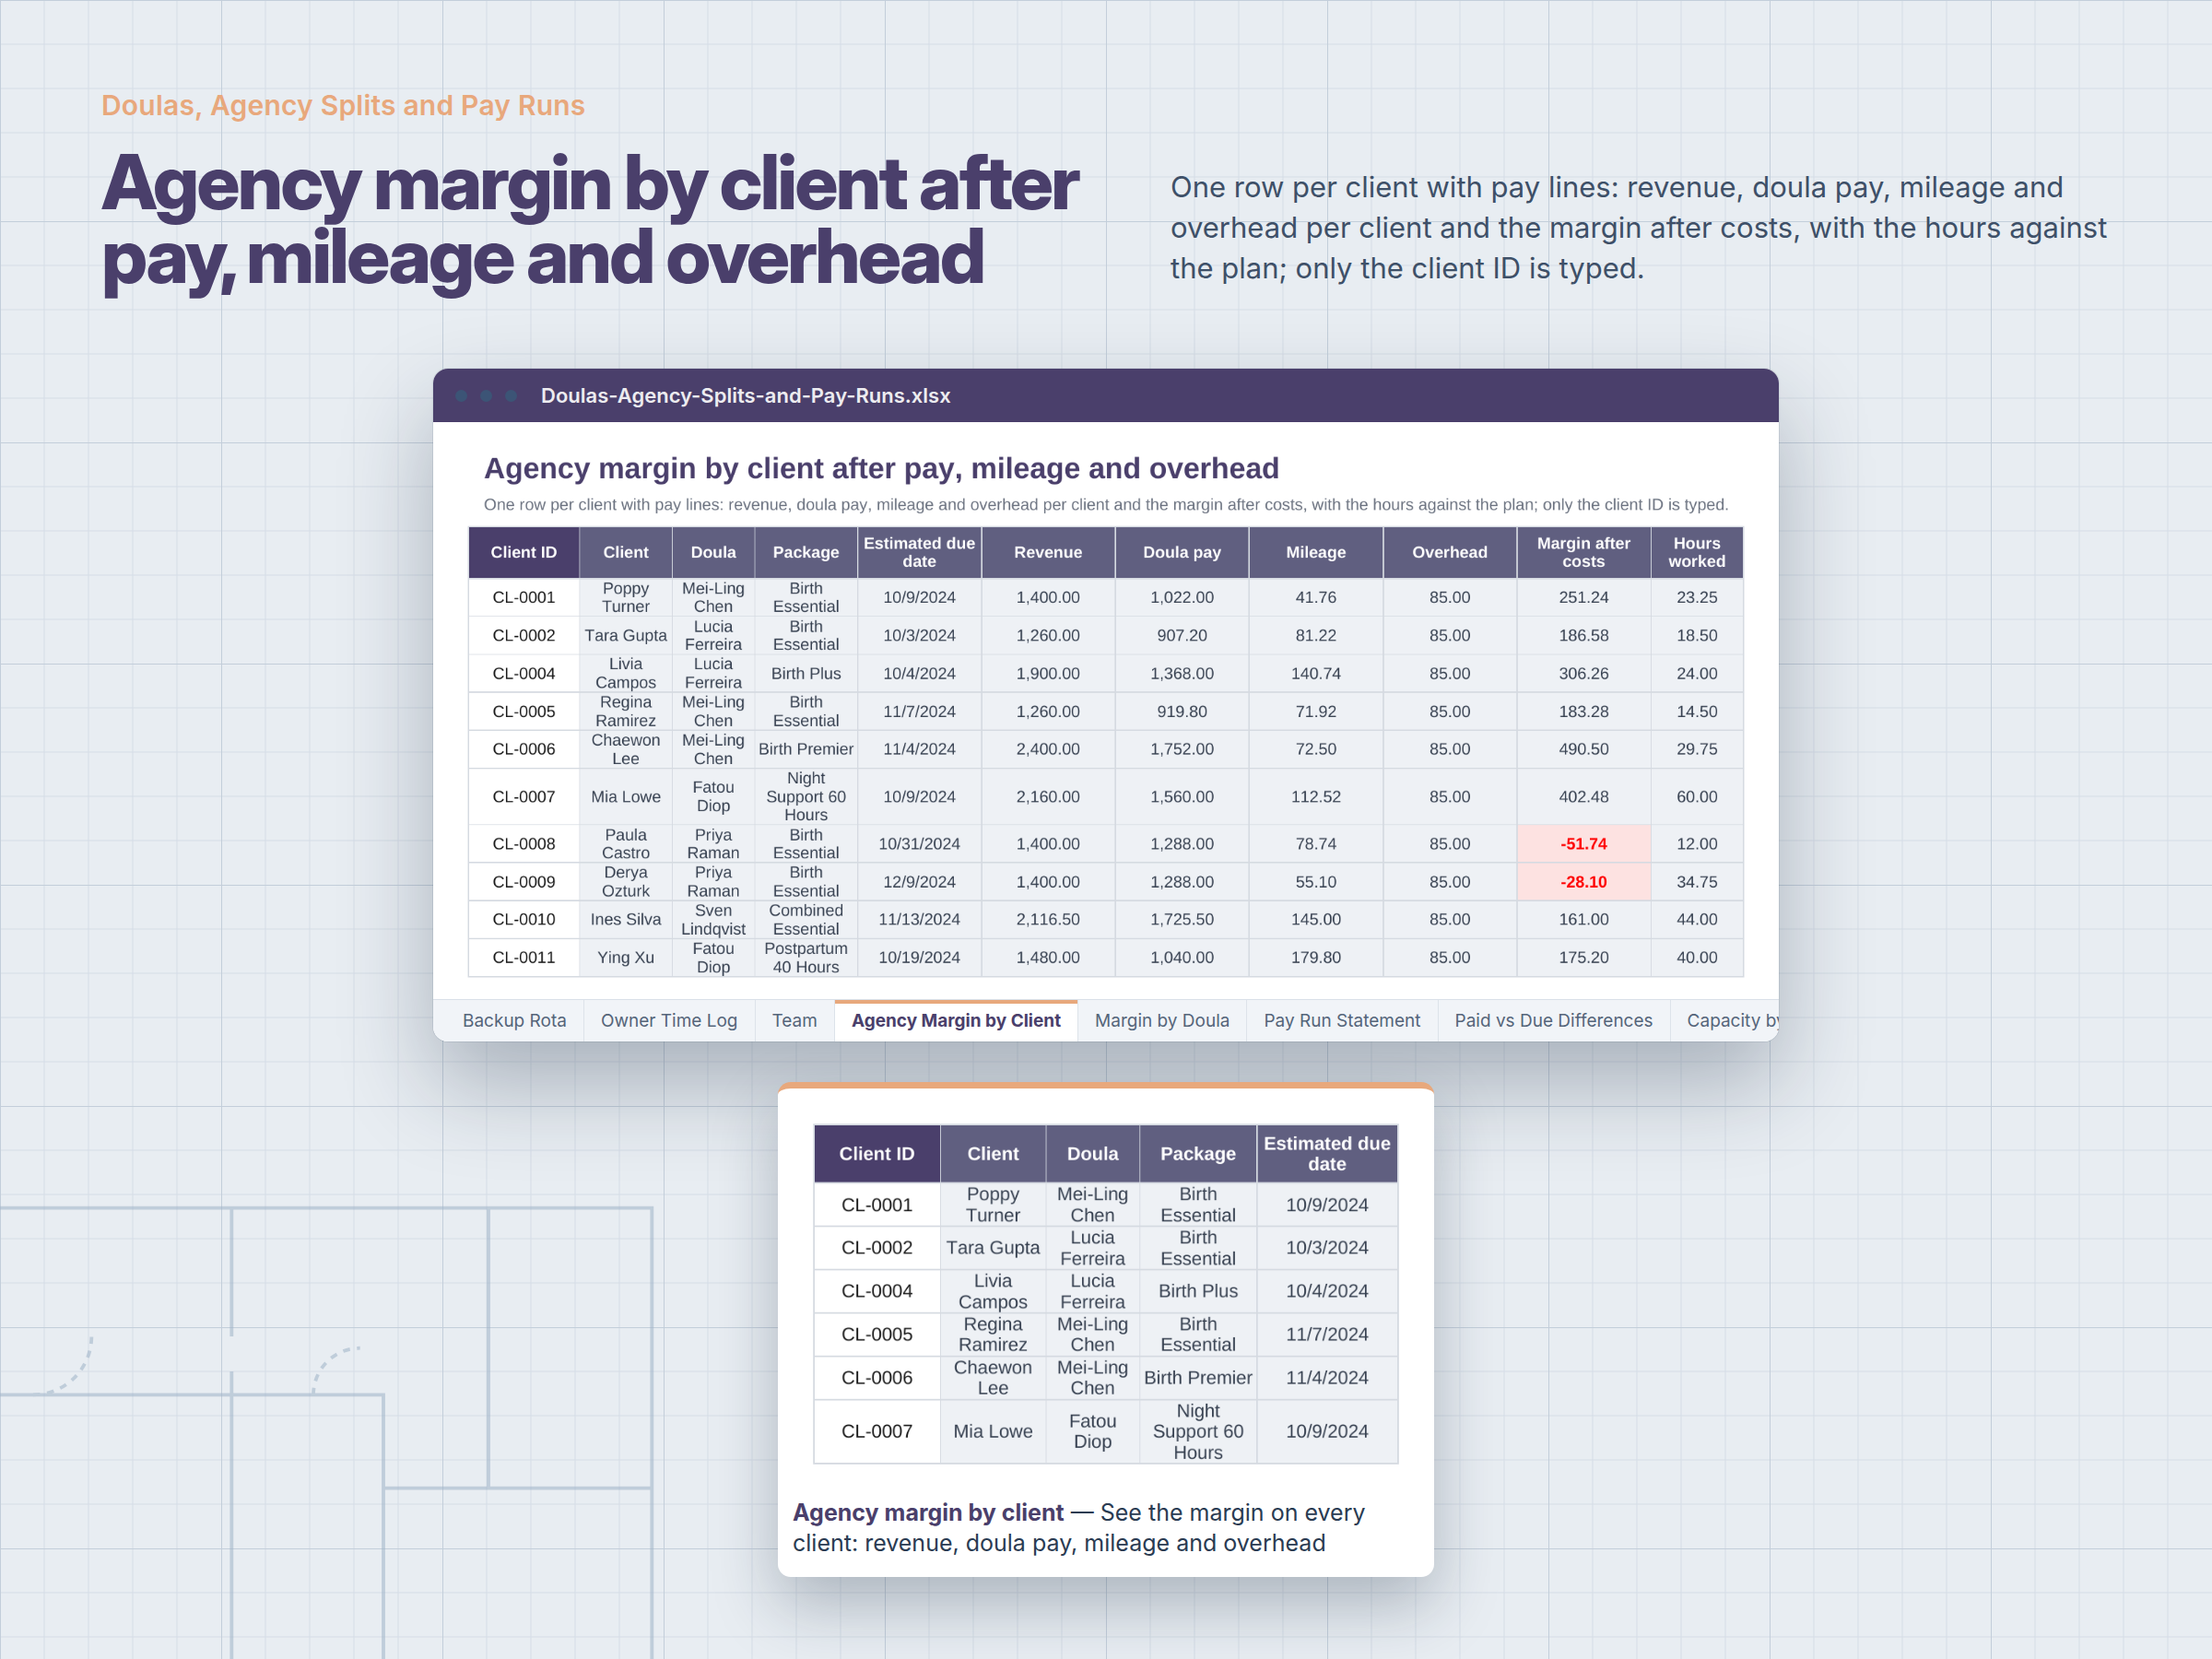 Doulas, Agency Splits and Pay Runs
Agency margin by client after
pay, mileage and overhead
One row per client with pay lines: revenue, doula pay, mileage and
overhead per client and the margin after costs, with the hours against
the plan; only the client ID is typed.
Doulas-Agency-Splits-and-Pay-Runs.xlsx
Agency margin by client after pay, mileage and overhead
One row per client with pay lines: revenue, doula pay, mileage and overhead per client and the margin after costs, with the hours against the plan; only the client ID is typed.
Client ID Client Doula Package Estimated due date Revenue Doula pay Mileage Overhead Margin after costs Hours worked
CL-0001 Poppy Turner Mei-Ling Chen Birth Essential 10/9/2024 1,400.00 1,022.00 41.76 85.00 251.24 23.25
CL-0002 Tara Gupta Lucia Ferreira Birth Essential 10/3/2024 1,260.00 907.20 81.22 85.00 186.58 18.50
CL-0004 Livia Campos Lucia Ferreira Birth Plus 10/4/2024 1,900.00 1,368.00 140.74 85.00 306.26 24.00
CL-0005 Regina Ramirez Mei-Ling Chen Birth Essential 11/7/2024 1,260.00 919.80 71.92 85.00 183.28 14.50
CL-0006 Chaewon Lee Mei-Ling Chen Birth Premier 11/4/2024 2,400.00 1,752.00 72.50 85.00 490.50 29.75
CL-0007 Mia Lowe Fatou Diop Night Support 60 Hours 10/9/2024 2,160.00 1,560.00 112.52 85.00 402.48 60.00
CL-0008 Paula Castro Priya Raman Birth Essential 10/31/2024 1,400.00 1,288.00 78.74 85.00 -51.74 12.00
CL-0009 Derya Ozturk Priya Raman Birth Essential 12/9/2024 1,400.00 1,288.00 55.10 85.00 -28.10 34.75
CL-0010 Ines Silva Sven Lindqvist Combined Essential 11/13/2024 2,116.50 1,725.50 145.00 85.00 161.00 44.00
CL-0011 Ying Xu Fatou Diop Postpartum 40 Hours 10/19/2024 1,480.00 1,040.00 179.80 85.00 175.20 40.00
Backup Rota Owner Time Log Team Agency Margin by Client Margin by Doula Pay Run Statement Paid vs Due Differences Capacity by
Client ID Client Doula Package Estimated due date
CL-0001 Poppy Turner Mei-Ling Chen Birth Essential 10/9/2024
CL-0002 Tara Gupta Lucia Ferreira Birth Essential 10/3/2024
CL-0004 Livia Campos Lucia Ferreira Birth Plus 10/4/2024
CL-0005 Regina Ramirez Mei-Ling Chen Birth Essential 11/7/2024
CL-0006 Chaewon Lee Mei-Ling Chen Birth Premier 11/4/2024
CL-0007 Mia Lowe Fatou Diop Night Support 60 Hours 10/9/2024
Agency margin by client — See the margin on every
client: revenue, doula pay, mileage and overhead